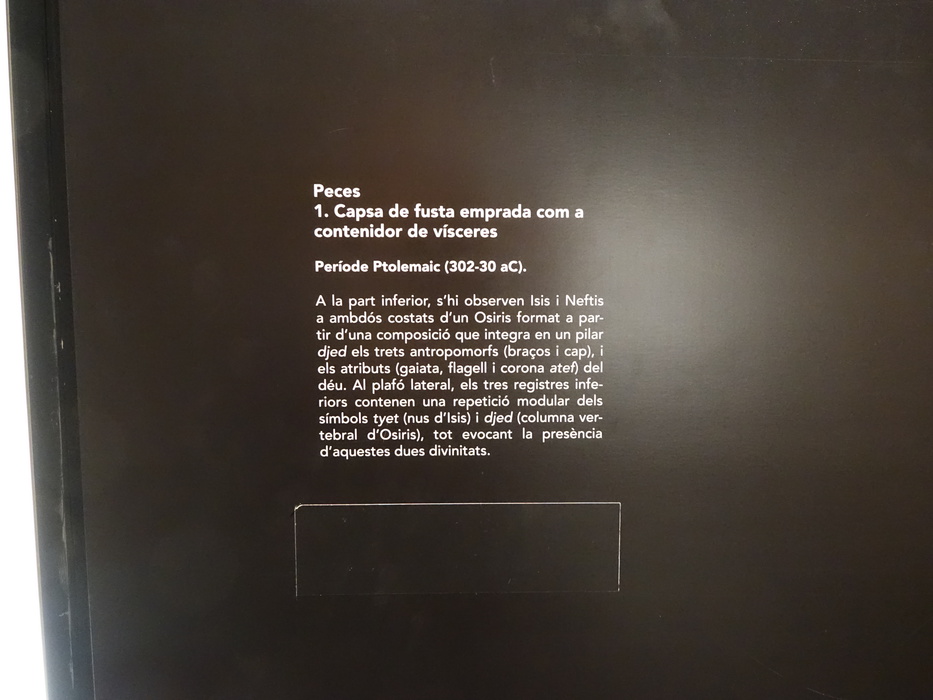 Peces
1. Capsa de fusta emprada com a
contenidor de vísceres
Període Ptolemaic (302-30 aC).
A la part inferior, s'hi observen Isis i Neftis
a ambdós costats d'un Osiris format a par-
tir d'una composició que integra en un pilar
djed els trets antropomorfs (braços i cap), i
els atributs (gaiata, flagell i corona atef) del
déu. Al plafó lateral, els tres registres infe-
riors contenen una repetició modular dels
símbols tyet (nus d'Isis) i djed (columna ver-
tebral d'Osiris), tot evocant la presència
d'aquestes dues divinitats.